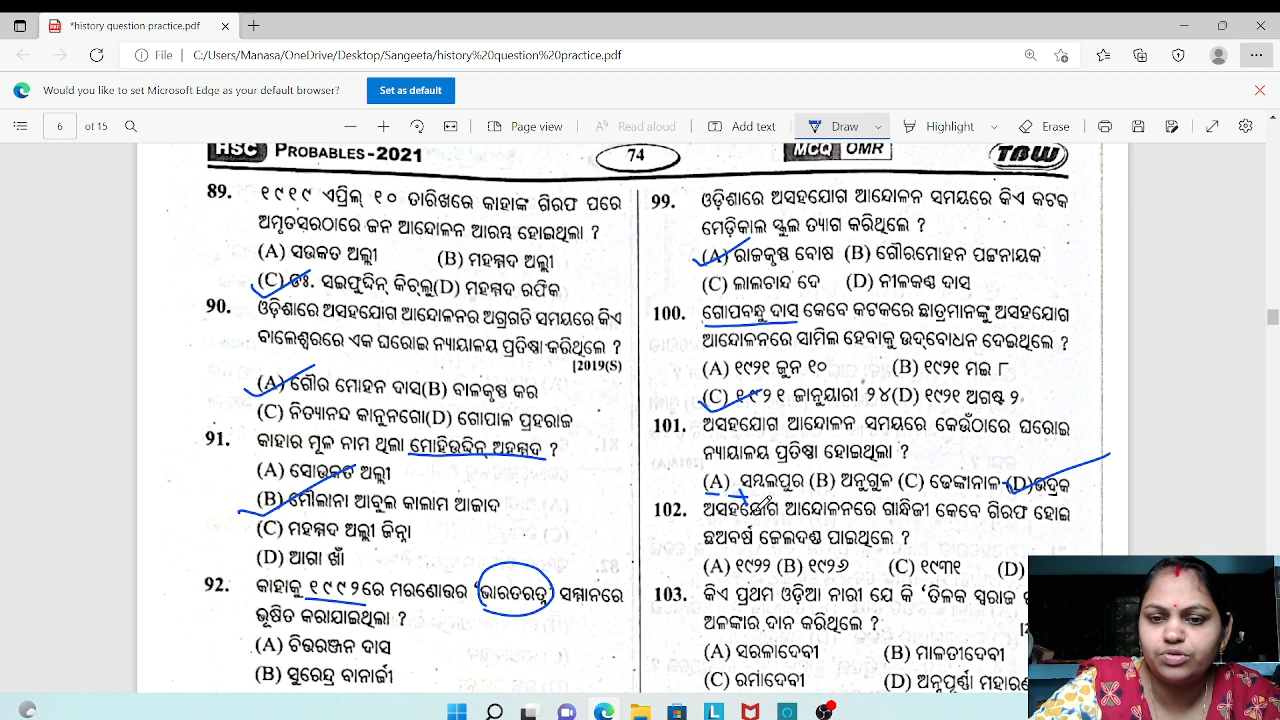 *history question practice.pdf
File
C:/Users/Manasa/OneDrive/Desktop/Sangeeta/history%20question%20practice.pdf
Would you like to set Microsoft Edge as your default browser?
Set as default
6 of 15
Page view
Read aloud
Add text
Draw
Highlight
Erase
HSC PROBABLES-2021
74
MCQ OMR
TBW
89. ୧୯୧୯ ଏପ୍ରିଲ୍ ୧୦ ତାରିଖରେ କାହାଙ୍କ ଗିରଫ ପରେ
ଅମୃତସରଠାରେ ଜନ ଆନ୍ଦୋଳନ ଆରମ୍ଭ ହୋଇଥିଲା ?
(A) ସଉକତ ଅଲ୍ଲୀ (B) ମହମ୍ମଦ ଅଲ୍ଲୀ
(C) ଡଃ. ସଇଫୁଦ୍ଦିନ୍ କିଚ୍‌ଲୁ(D) ମହମ୍ମଦ ରଫିକ
90. ଓଡ଼ିଶାରେ ଅସହଯୋଗ ଆନ୍ଦୋଳନର ଅଗ୍ରଗତି ସମୟରେ କିଏ
ବାଲେଶ୍ୱରରେ ଏକ ଘରୋଇ ନ୍ୟାୟାଳୟ ପ୍ରତିଷ୍ଠା କରିଥିଲେ ?
[2019(S)
(A) ଗୌର ମୋହନ ଦାସ(B) ବାଳକୃଷ୍ଣ କର
(C) ନିତ୍ୟାନନ୍ଦ କାନୁନଗୋ(D) ଗୋପାଳ ପ୍ରହରାଜ
91. କାହାର ମୂଳ ନାମ ଥିଲା ମୋହିଉଦ୍ଦିନ୍ ଅହମ୍ମଦ ?
(A) ସୋଉକତ ଅଲ୍ଲୀ
(B) ମୌଲାନା ଆବୁଲ କାଲାମ ଆଜାଦ
(C) ମହମ୍ମଦ ଅଲ୍ଲୀ ଜିନ୍ନା
(D) ଆଗା ଖାଁ
92. କାହାକୁ ୧୯୯୨ରେ ମରଣୋତ୍ତର ‘ଭାରତରତ୍ନ’ ସମ୍ମାନରେ
ଭୂଷିତ କରାଯାଇଥିଲା ?
(A) ଚିତ୍ତରଞ୍ଜନ ଦାସ
(B) ସୁରେନ୍ଦ୍ର ବାନାର୍ଜୀ
99. ଓଡ଼ିଶାରେ ଅସହଯୋଗ ଆନ୍ଦୋଳନ ସମୟରେ କିଏ କଟକ
ମେଡ଼ିକାଲ ସ୍କୁଲ ତ୍ୟାଗ କରିଥିଲେ ?
(A) ରାଜକୃଷ୍ଣ ବୋଷ (B) ଗୌରମୋହନ ପଟ୍ଟନାୟକ
(C) ଲାଲଚାନ୍ଦ ଦେ (D) ନୀଳକଣ୍ଠ ଦାସ
100. ଗୋପବନ୍ଧୁ ଦାସ କେବେ କଟକରେ ଛାତ୍ରମାନଙ୍କୁ ଅସହଯୋଗ
ଆନ୍ଦୋଳନରେ ସାମିଲ ହେବାକୁ ଉଦ୍‌ବୋଧନ ଦେଇଥିଲେ ?
(A) ୧୯୨୧ ଜୁନ ୧୦ (B) ୧୯୨୧ ମଇ ୮
(C) ୧୯୨୧ ଜାନୁୟାରୀ ୨୪(D) ୧୯୨୧ ଅଗଷ୍ଟ ୨
101. ଅସହଯୋଗ ଆନ୍ଦୋଳନ ସମୟରେ କେଉଁଠାରେ ଘରୋଇ
ନ୍ୟାୟାଳୟ ପ୍ରତିଷ୍ଠା ହୋଇଥିଲା ?
(A) ସମ୍ବଲପୁର (B) ଅନୁଗୁଳ (C) ଢେଙ୍କାନାଳ (D)ଭଦ୍ରକ
102. ଅସହଯୋଗ ଆନ୍ଦୋଳନରେ ଗାନ୍ଧିଜୀ କେବେ ଗିରଫ ହୋଇ
ଛଅବର୍ଷ ଜେଲଦଣ୍ଡ ପାଇଥିଲେ ?
(A) ୧୯୨୨ (B) ୧୯୨୬ (C) ୧୯୩୧ (D)
103. କିଏ ପ୍ରଥମ ଓଡ଼ିଆ ନାରୀ ଯେ କି ‘ତିଳକ ସ୍ୱରାଜ
ଅଳଙ୍କାର ଦାନ କରିଥିଲେ ?
(A) ସରଳାଦେବୀ (B) ମାଳତୀଦେବୀ
(C) ରମାଦେବୀ (D) ଅନ୍ନପୂର୍ଣ୍ଣା